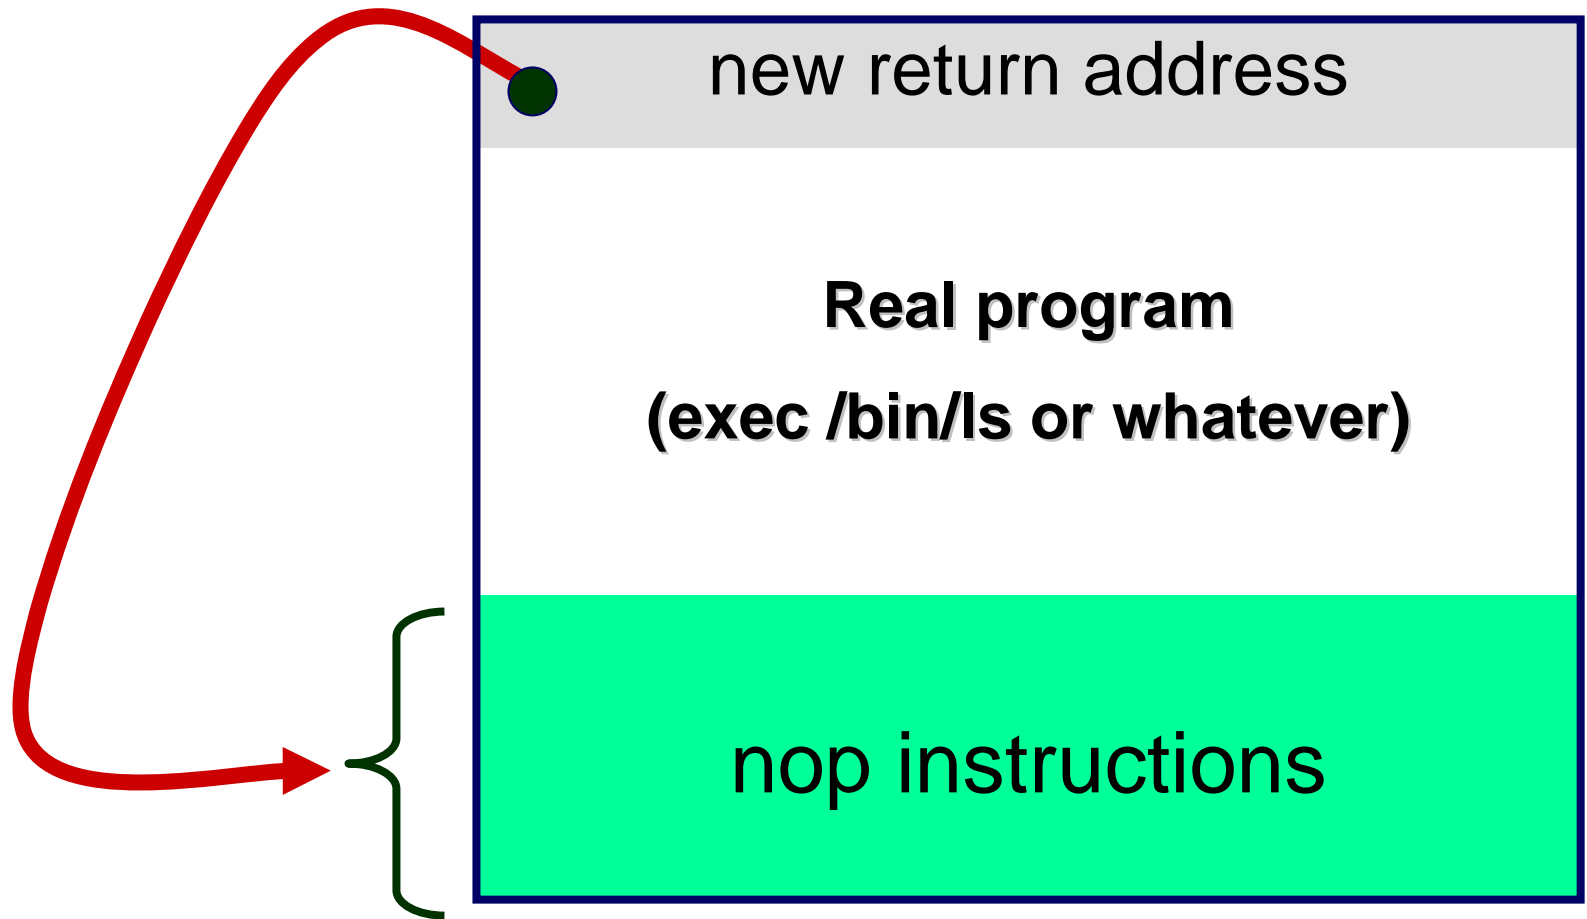 new return address
Real program
(exec /bin/ls or whatever)
nop instructions